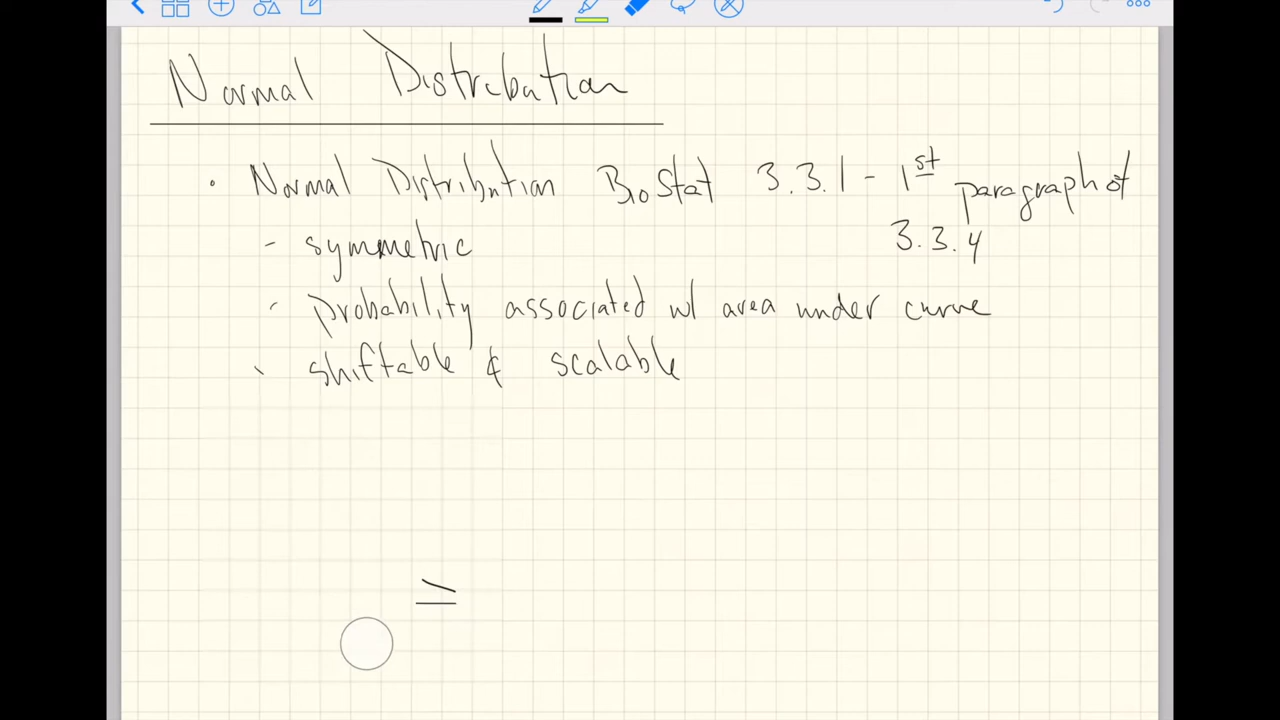 Normal Distribution
• Normal Distribution BioStat 3.3.1 - 1st paragraph of
3.3.4
- symmetric
- probability associated w/ area under curve
- shiftable & scalable